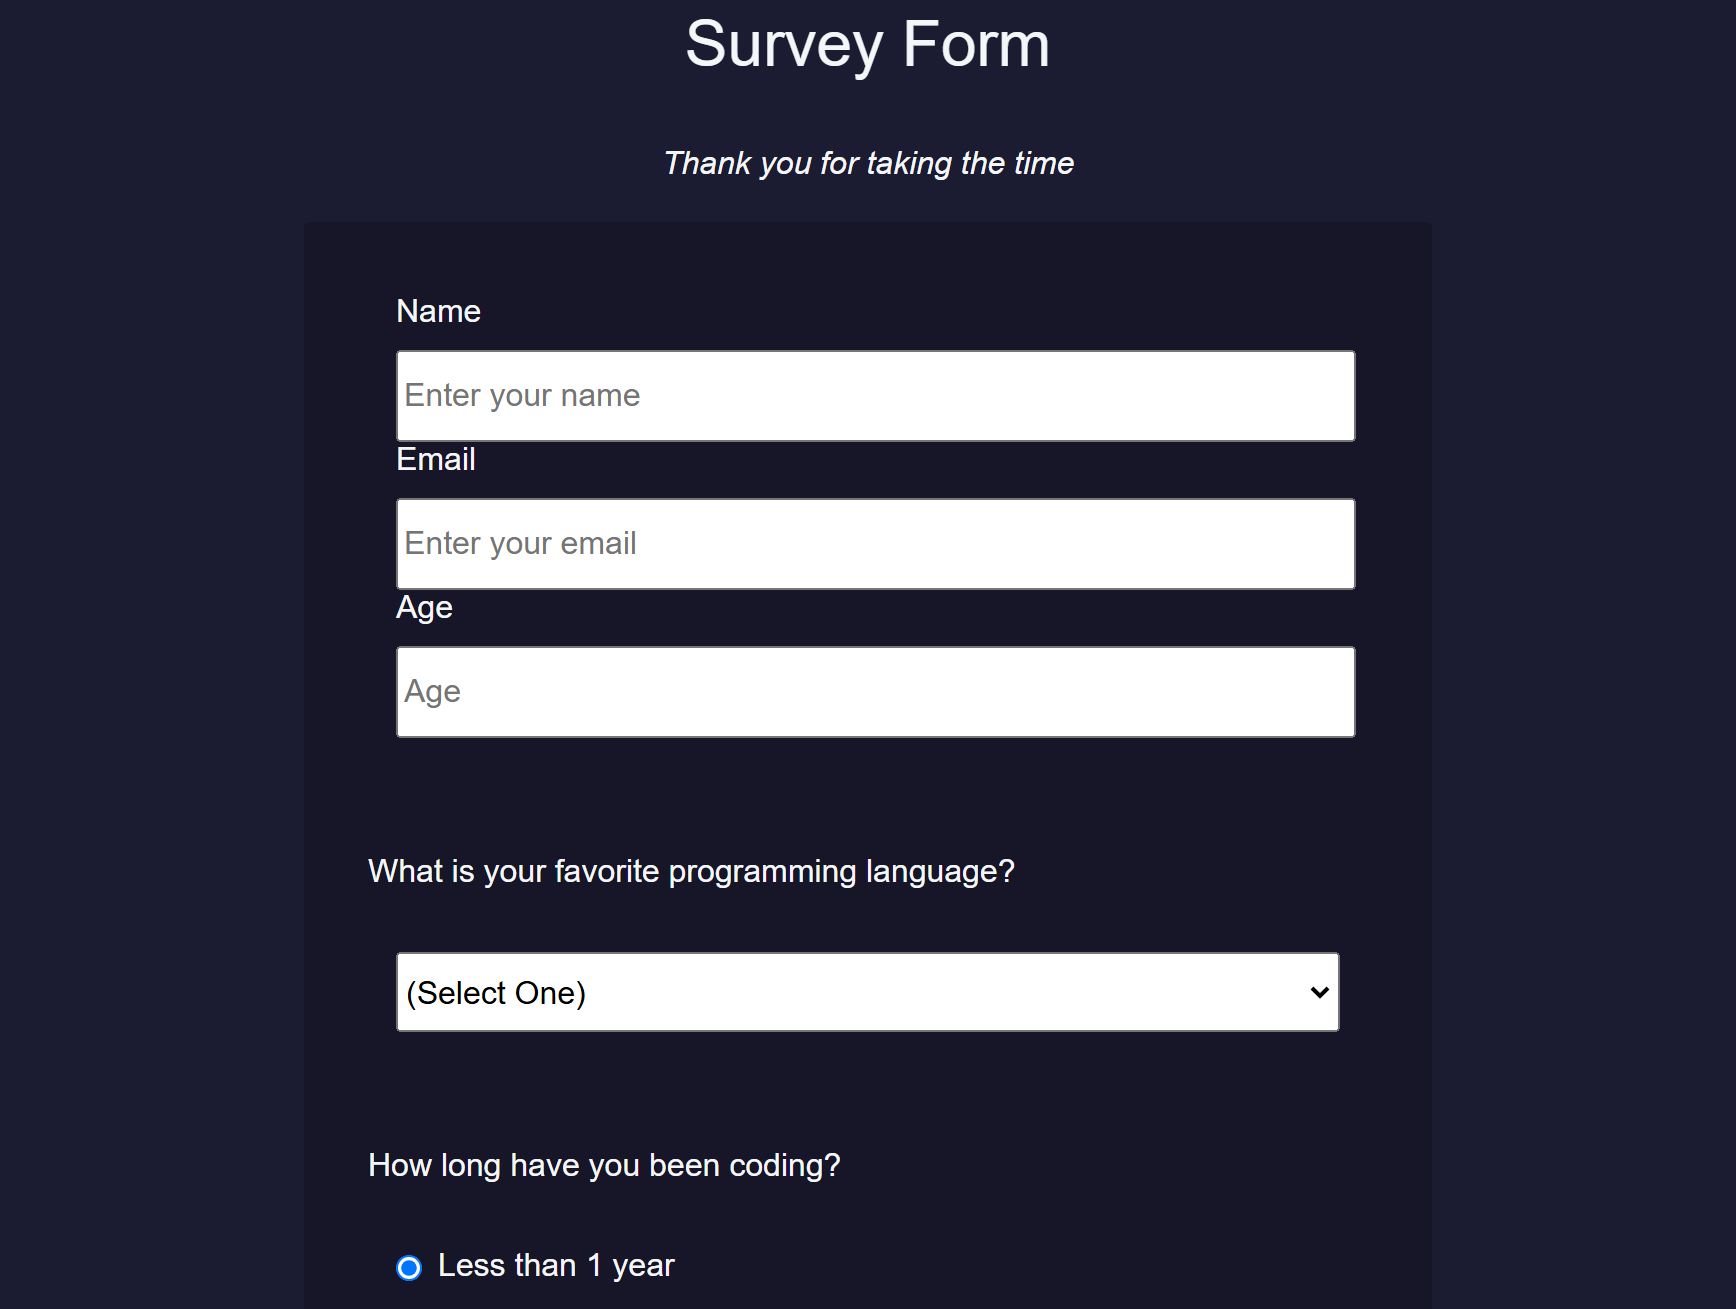 Survey Form
Thank you for taking the time
Name
Enter your name
Email
Enter your email
Age
Age
What is your favorite programming language?
(Select One)
How long have you been coding?
Less than 1 year